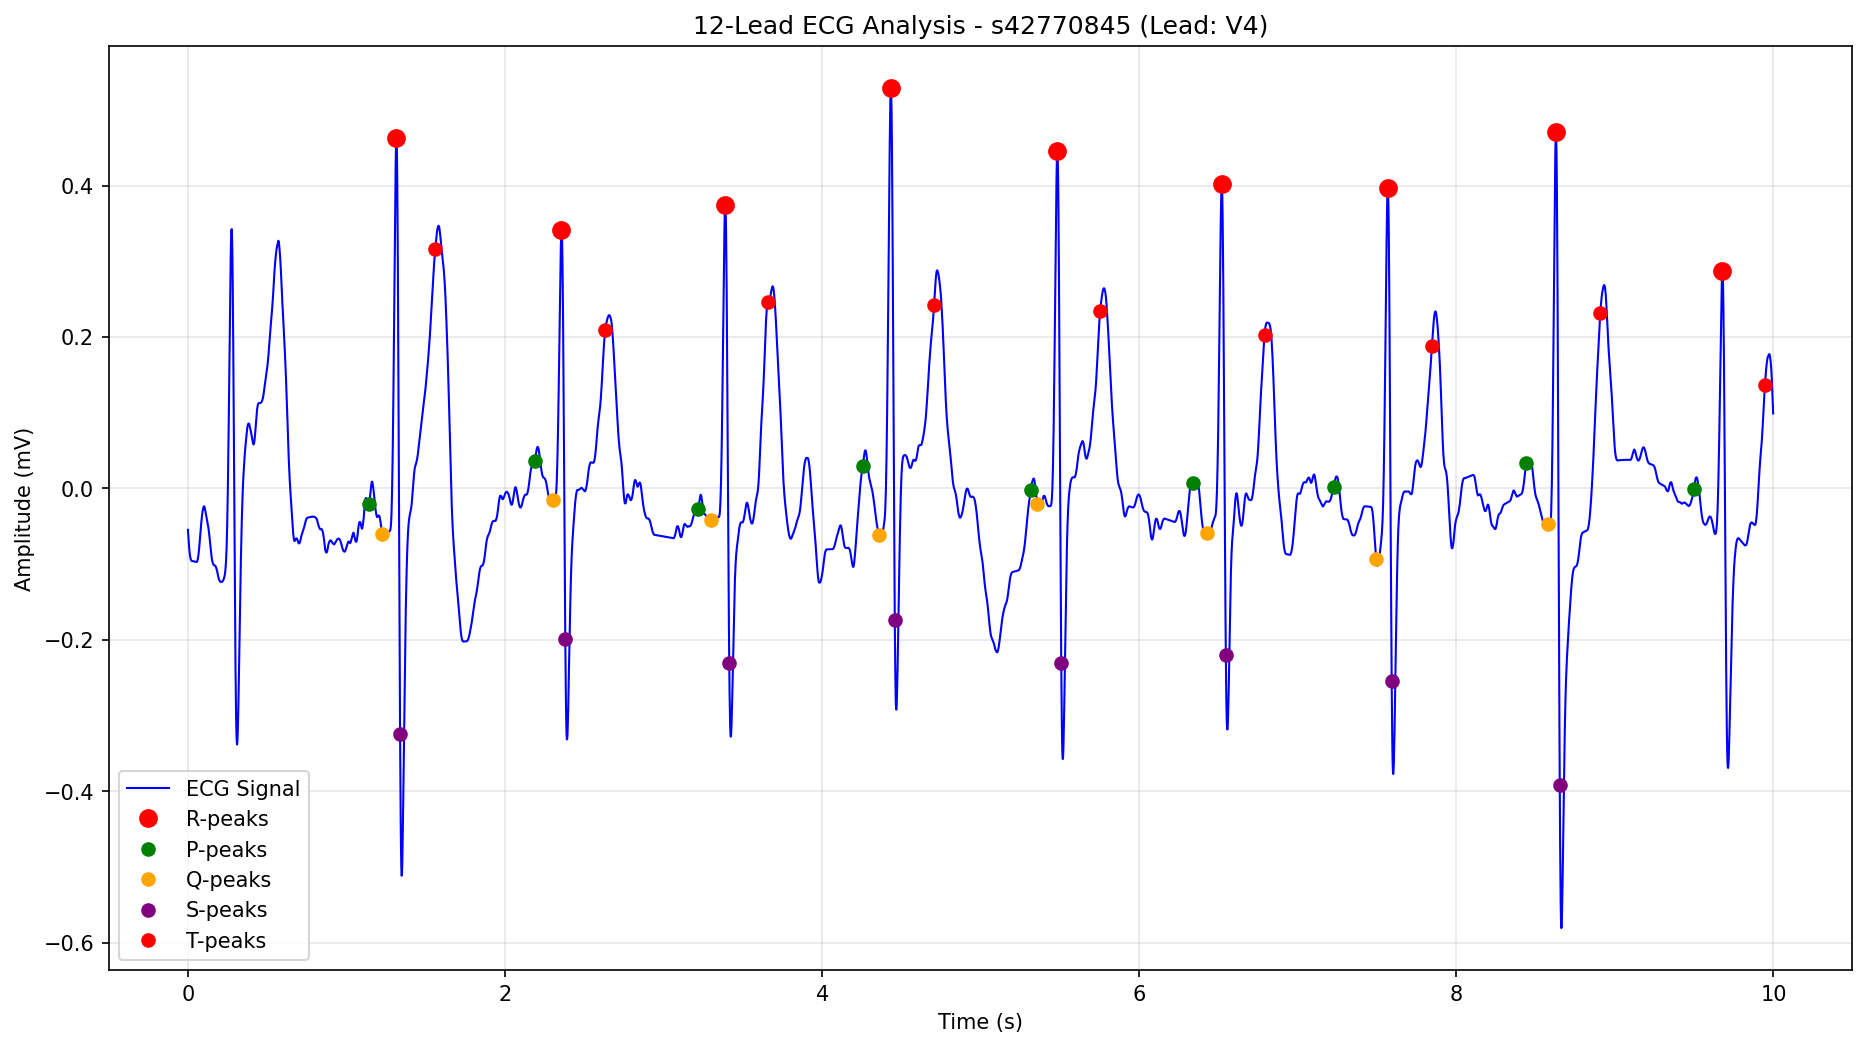 12-Lead ECG Analysis - s42770845 (Lead: V4)
Amplitude (mV)
0.4
0.2
0.0
−0.2
−0.4
−0.6
ECG Signal
R-peaks
P-peaks
Q-peaks
S-peaks
T-peaks
0 2 4 6 8 10
Time (s)